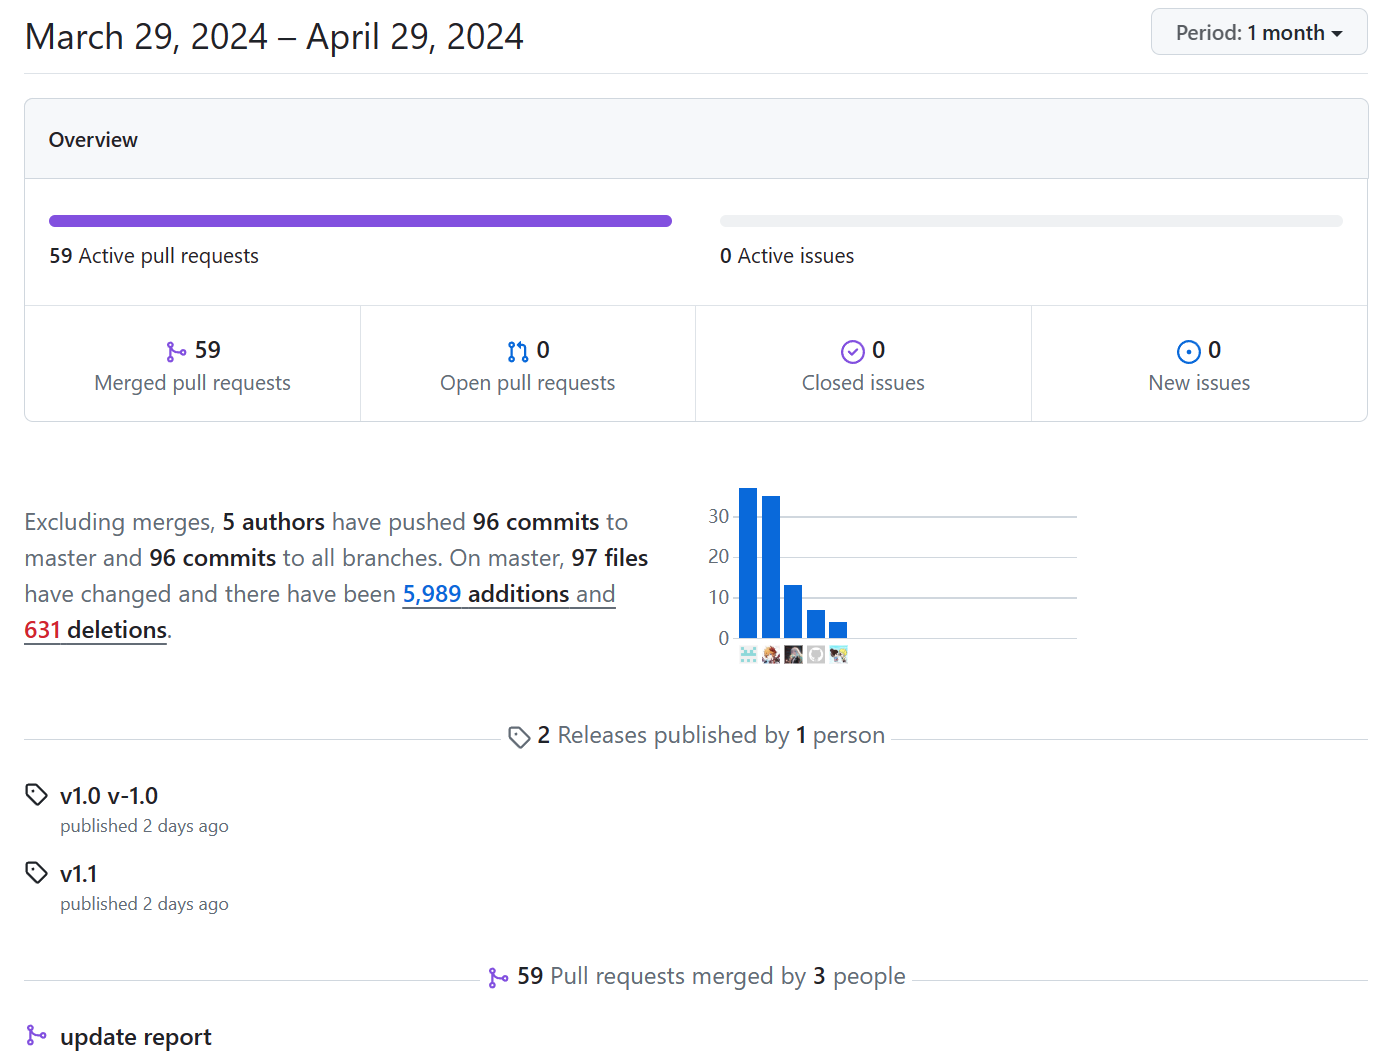 March 29, 2024 – April 29, 2024
Period: 1 month
Overview
59 Active pull requests
0 Active issues
59
Merged pull requests
0
Open pull requests
0
Closed issues
0
New issues
Excluding merges, 5 authors have pushed 96 commits to
master and 96 commits to all branches. On master, 97 files
have changed and there have been 5,989 additions and
631 deletions.
30
20
10
0
2 Releases published by 1 person
v1.0 v-1.0
published 2 days ago
v1.1
published 2 days ago
59 Pull requests merged by 3 people
update report